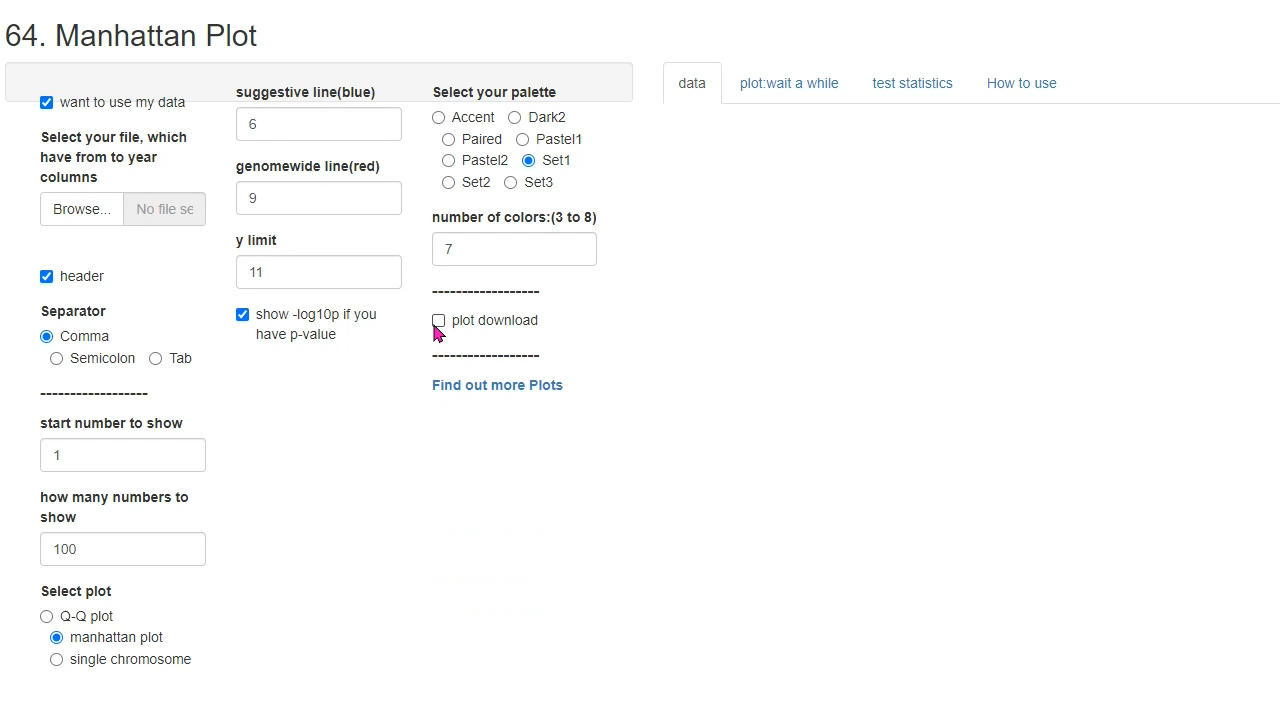 64. Manhattan Plot
want to use my data
Select your file, which
have from to year
columns
Browse... No file se
header
Separator
Comma
Semicolon Tab
------------------
start number to show
1
how many numbers to
show
100
Select plot
Q-Q plot
manhattan plot
single chromosome
suggestive line(blue)
6
genomewide line(red)
9
y limit
11
show -log10p if you
have p-value
Select your palette
Accent Dark2
Paired Pastel1
Pastel2 Set1
Set2 Set3
number of colors:(3 to 8)
7
------------------
plot download
------------------
Find out more Plots
data plot:wait a while test statistics How to use